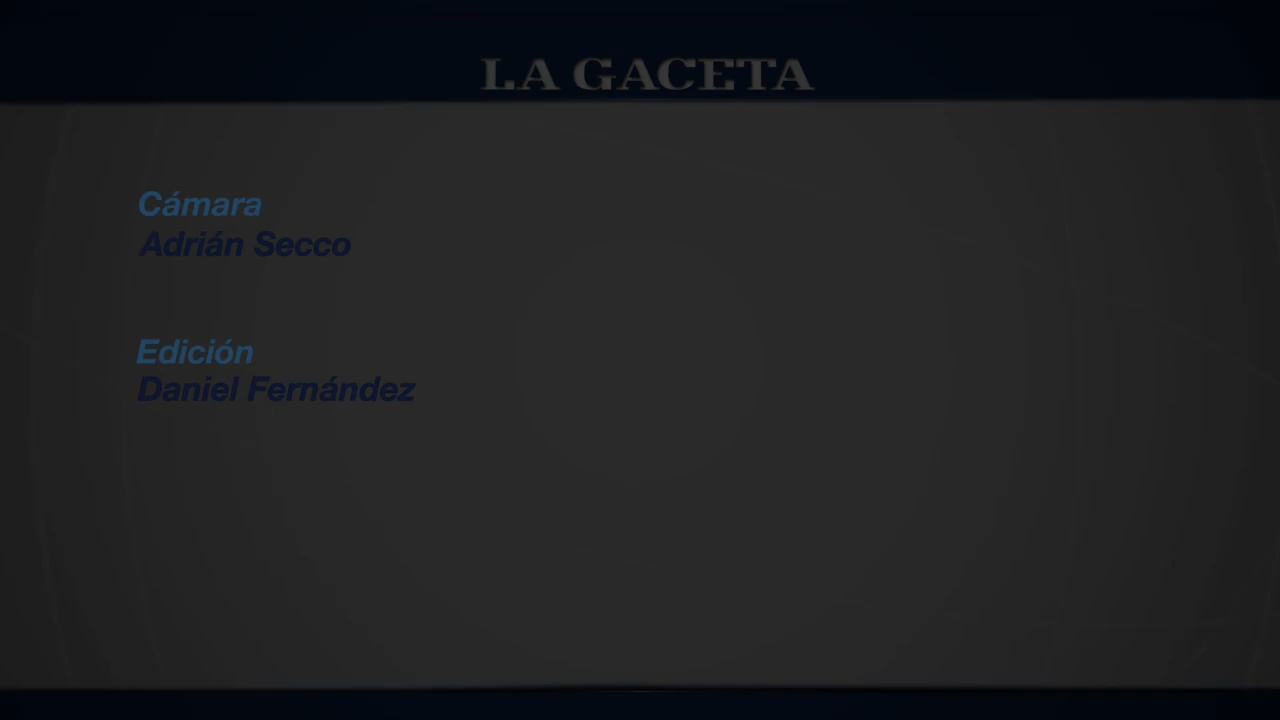 LA GACETA
Cámara
Adrián Secco
Edición
Daniel Fernández